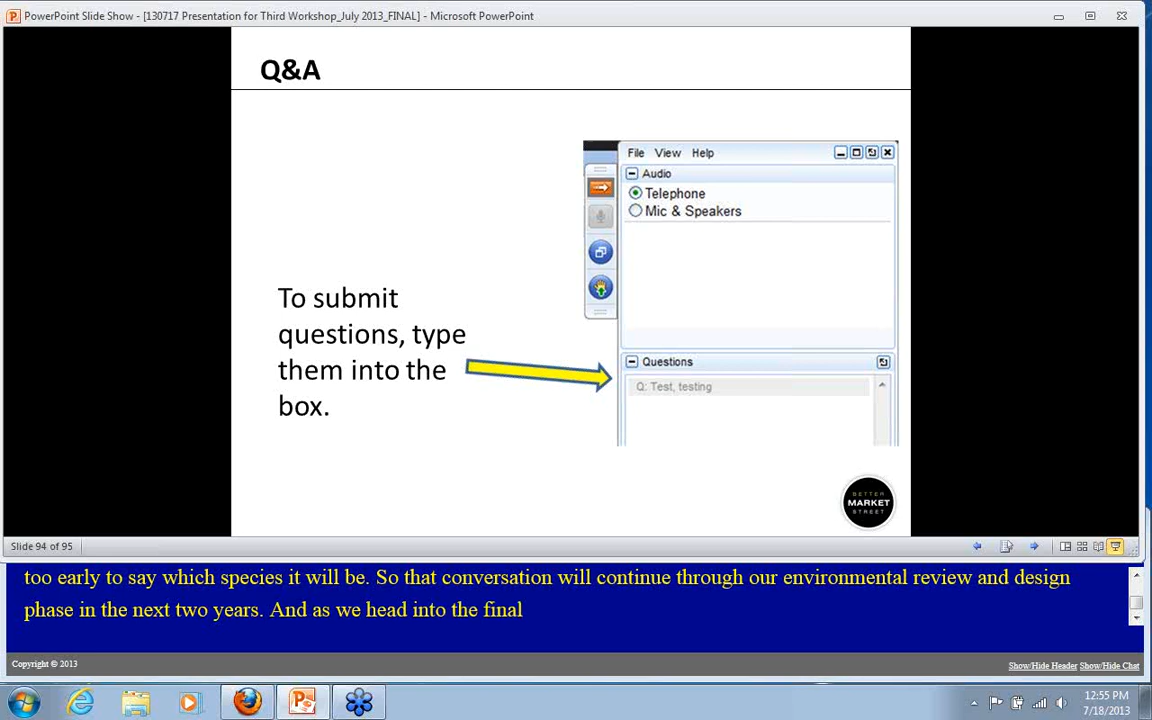 PowerPoint Slide Show - [130717 Presentation for Third Workshop_July 2013_FINAL] - Microsoft PowerPoint
Q&A
File View Help
Audio
Telephone
Mic & Speakers
To submit
questions, type
them into the
box.
Questions
Q: Test, testing
BETTER
MARKET
STREET
Slide 94 of 95
too early to say which species it will be. So that conversation will continue through our environmental review and design
phase in the next two years. And as we head into the final
Copyright © 2013
Show/Hide Header Show/Hide Chat
12:55 PM
7/18/2013